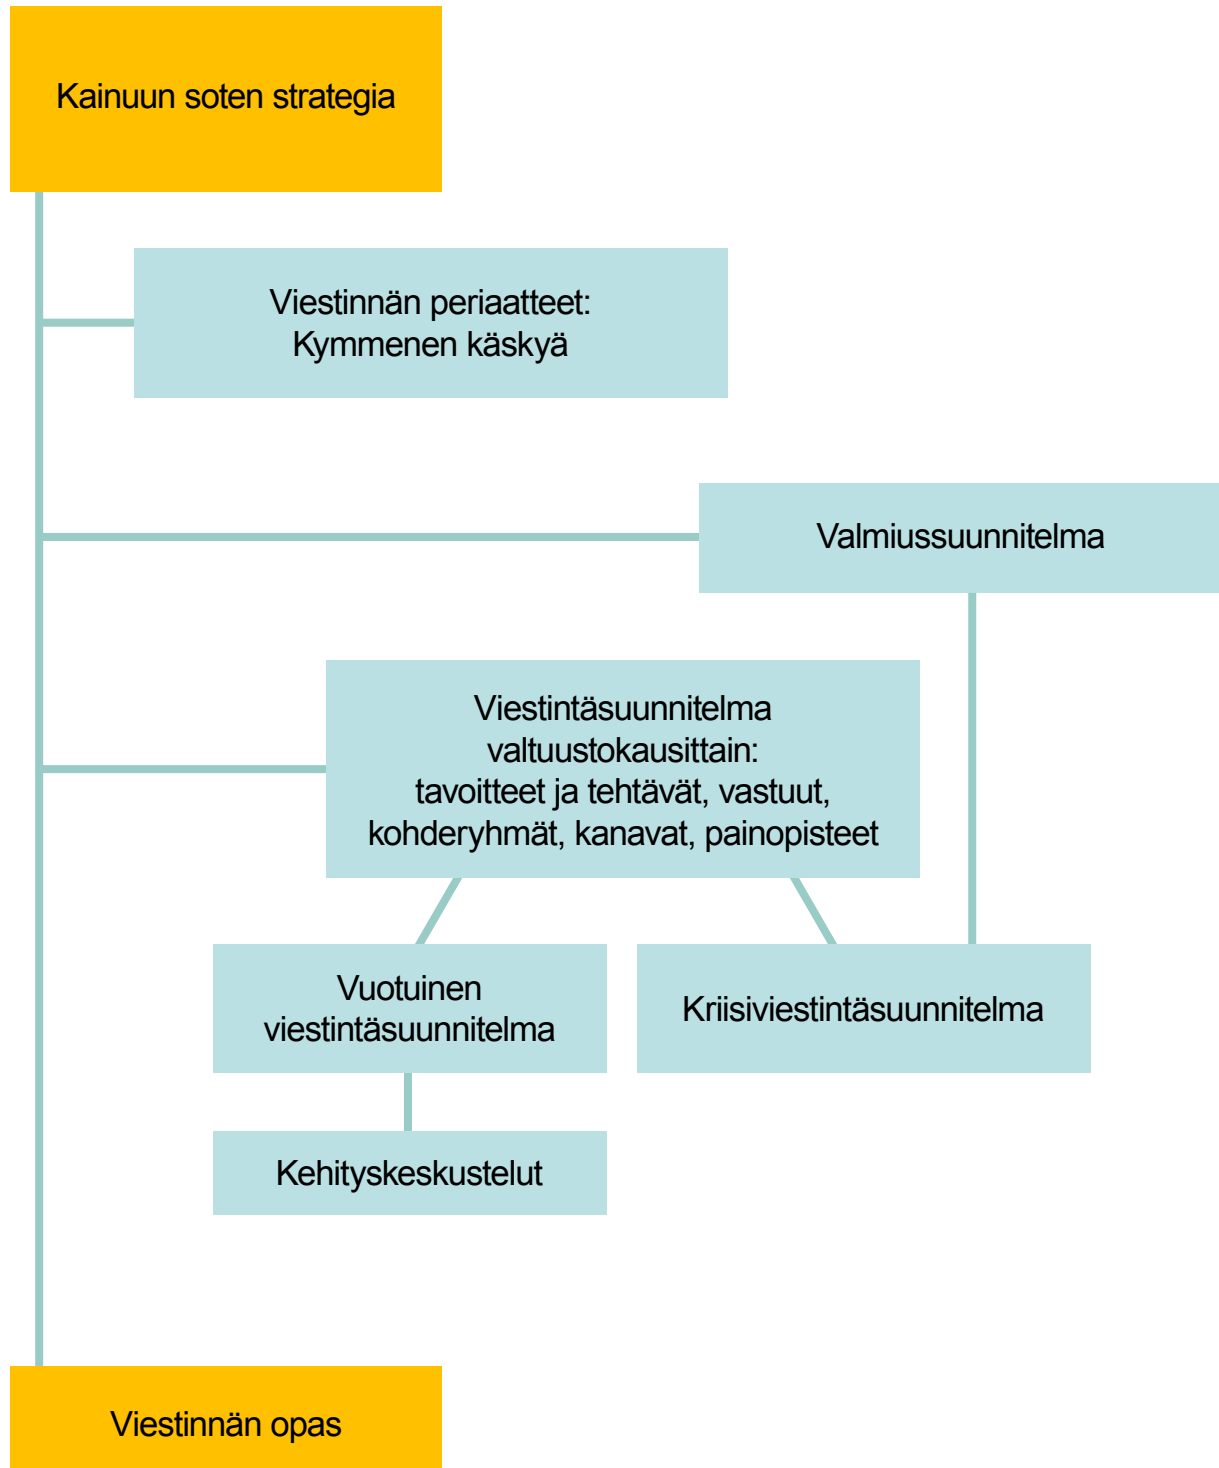 Kainuun soten strategia
Viestinnän periaatteet:
Kymmenen käskyä
Valmiussuunnitelma
Viestintäsuunnitelma
valtuustokausittain:
tavoitteet ja tehtävät, vastuut,
kohderyhmät, kanavat, painopisteet
Vuotuinen
viestintäsuunnitelma
Kriisiviestintäsuunnitelma
Kehityskeskustelut
Viestinnän opas